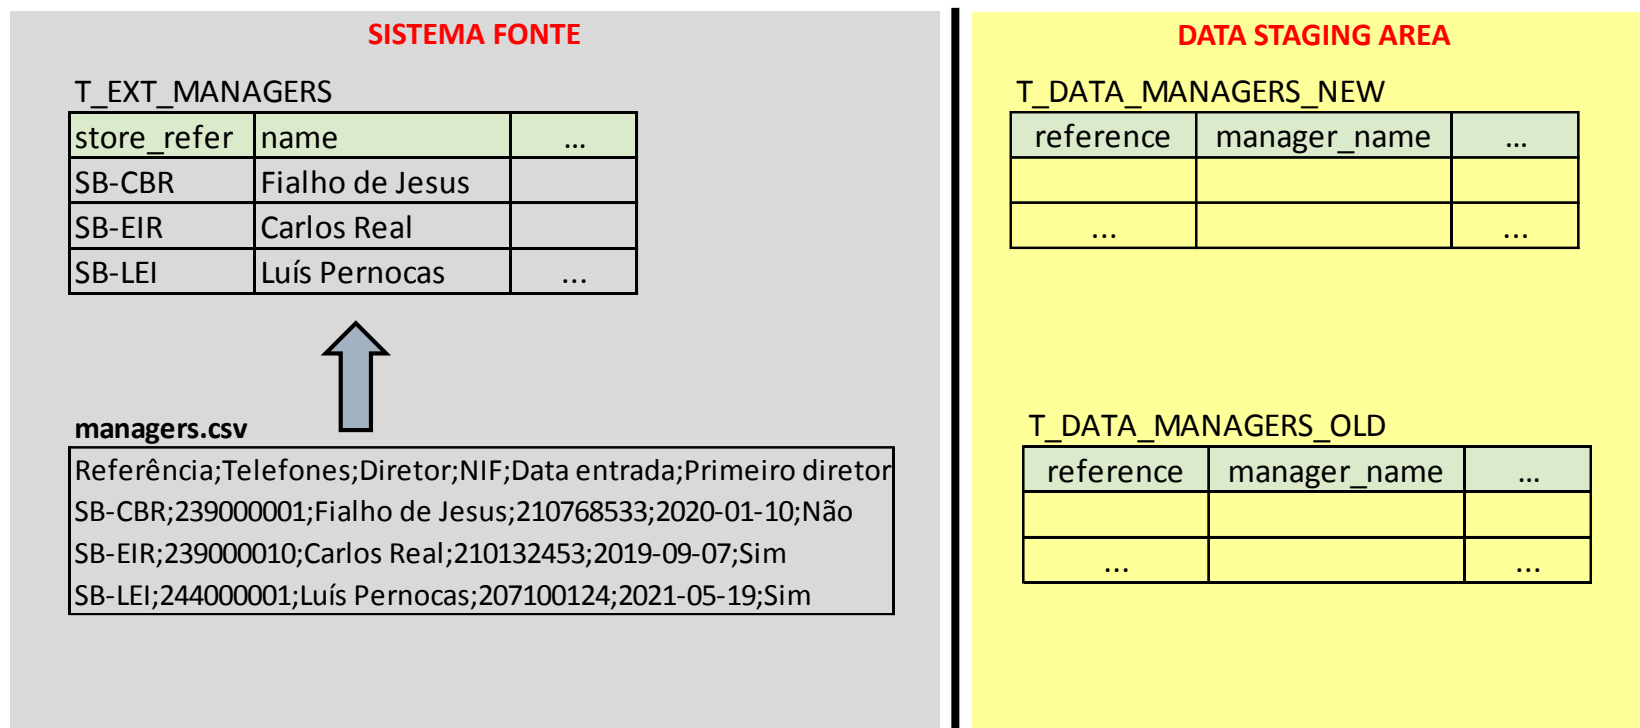 SISTEMA FONTE
T_EXT_MANAGERS
store_refer name ...
SB-CBR Fialho de Jesus
SB-EIR Carlos Real
SB-LEI Luís Pernocas ...
managers.csv
Referência;Telefones;Diretor;NIF;Data entrada;Primeiro diretor
SB-CBR;239000001;Fialho de Jesus;210768533;2020-01-10;Não
SB-EIR;239000010;Carlos Real;210132453;2019-09-07;Sim
SB-LEI;244000001;Luís Pernocas;207100124;2021-05-19;Sim
DATA STAGING AREA
T_DATA_MANAGERS_NEW
reference manager_name ...
... ...
T_DATA_MANAGERS_OLD
reference manager_name ...
... ...